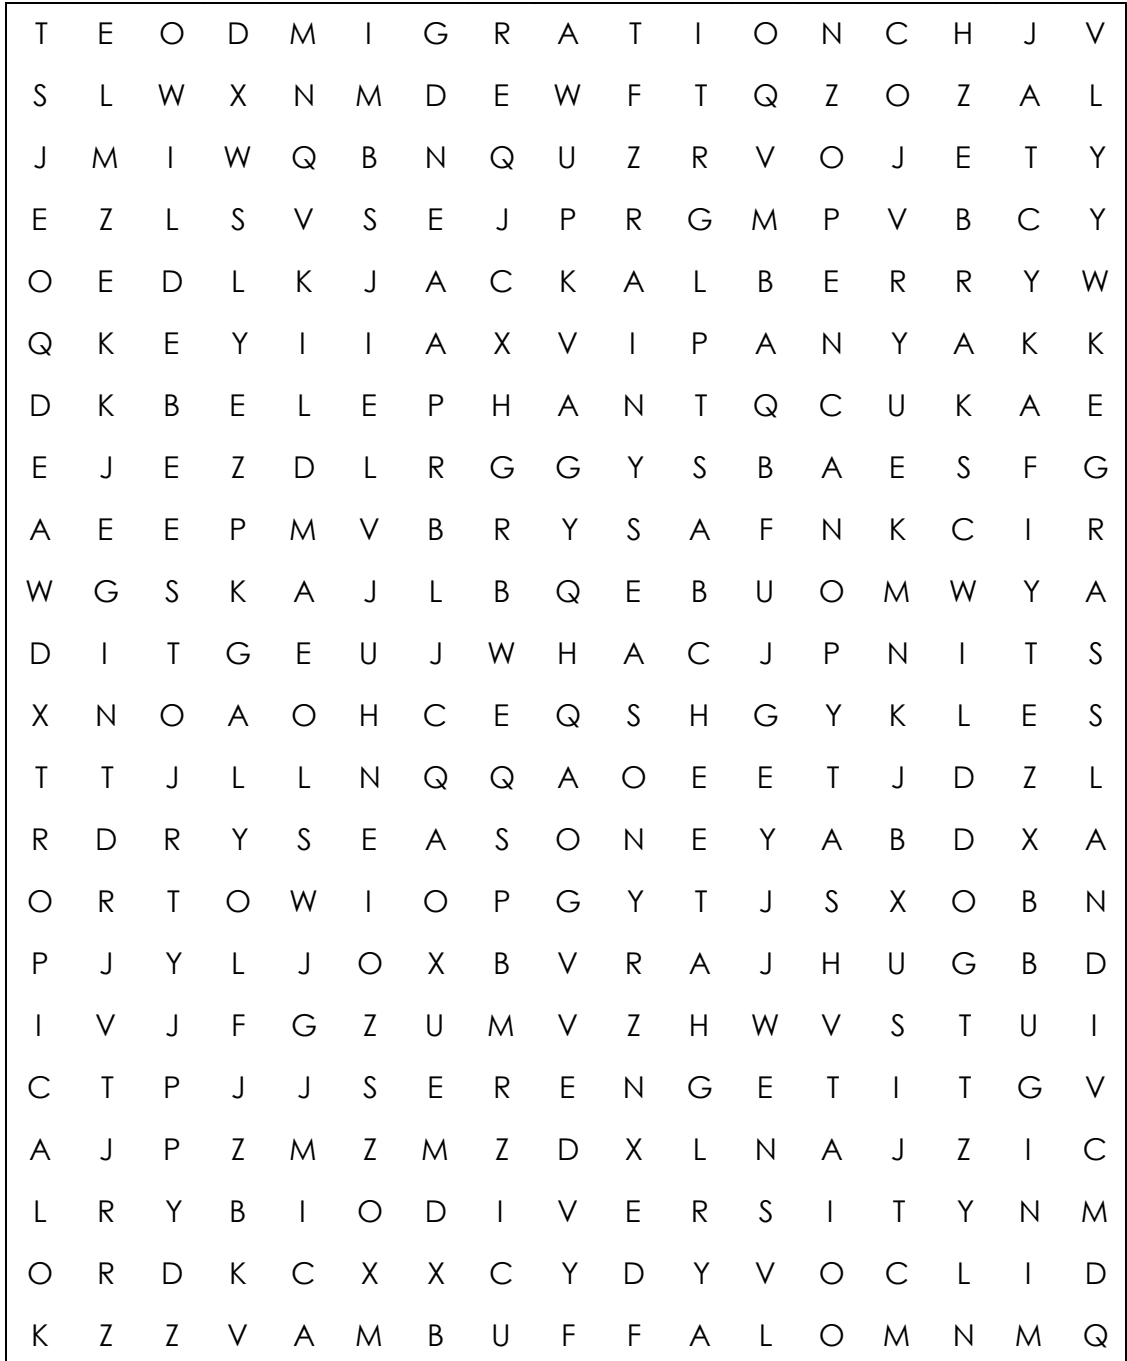 T E O D M I G R A T I O N C H J V
S L W X N M D E W F T Q Z O Z A L
J M I W Q B N Q U Z R V O J E T Y
E Z L S V S E J P R G M P V B C Y
O E D L K J A C K A L B E R R Y W
Q K E Y I I A X V I P A N Y A K K
D K B E L E P H A N T Q C U K A E
E J E Z D L R G G Y S B A E S F G
A E E P M V B R Y S A F N K C I R
W G S K A J L B Q E B U O M W Y A
D I T G E U J W H A C J P N I T S
X N O A O H C E Q S H G Y K L E S
T T J L L N Q Q A O E E T J D Z L
R D R Y S E A S O N E Y A B D X A
O R T O W I O P G Y T J S X O B N
P J Y L J O X B V R A J H U G B D
I V J F G Z U M V Z H W V S T U I
C T P J J S E R E N G E T I T G V
A J P Z M Z M Z D X L N A J Z I C
L R Y B I O D I V E R S I T Y N M
O R D K C X X C Y D Y V O C L I D
K Z Z V A M B U F F A L O M N M Q